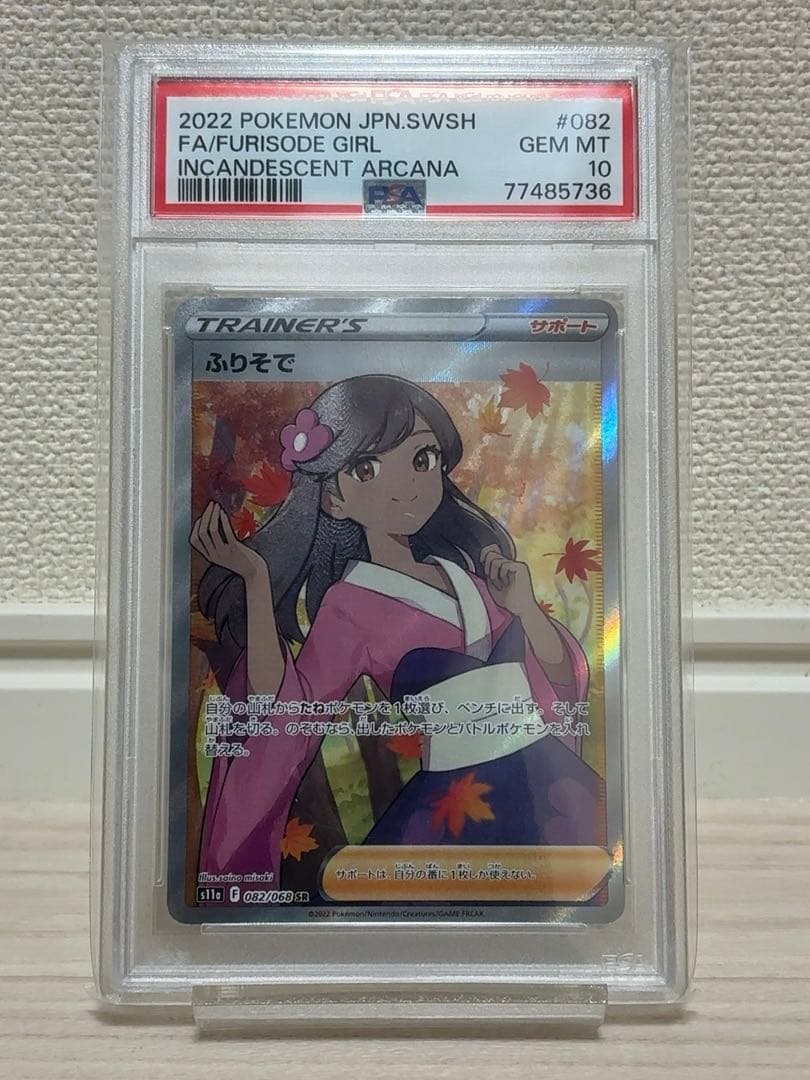 2022 POKEMON JPN.SWSH #082
FA/FURISODE GIRL GEM MT
INCANDESCENT ARCANA 10
PSA 77485736
TRAINER'S サポート
ふりそで
自分の山札からたねポケモンを1枚選び、ベンチに出す。そして
山札を切る。のぞむなら、出したポケモンとバトルポケモンを入れ
替える。
Illus.saino misaki
サポートは、自分の番に1枚しか使えない。
s11a F 082/068 SR
©2022 Pokémon/Nintendo/Creatures/GAME FREAK.
PSA